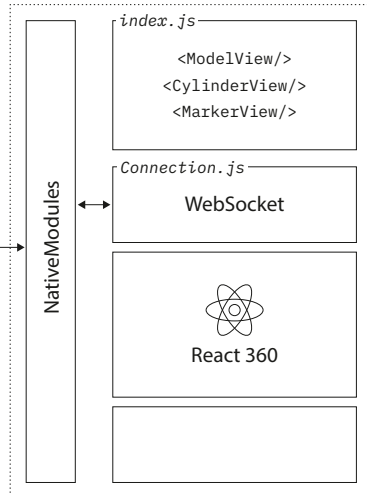 index.js
<ModelView/>
<CylinderView/>
<MarkerView/>
NativeModules
Connection.js
WebSocket
React 360